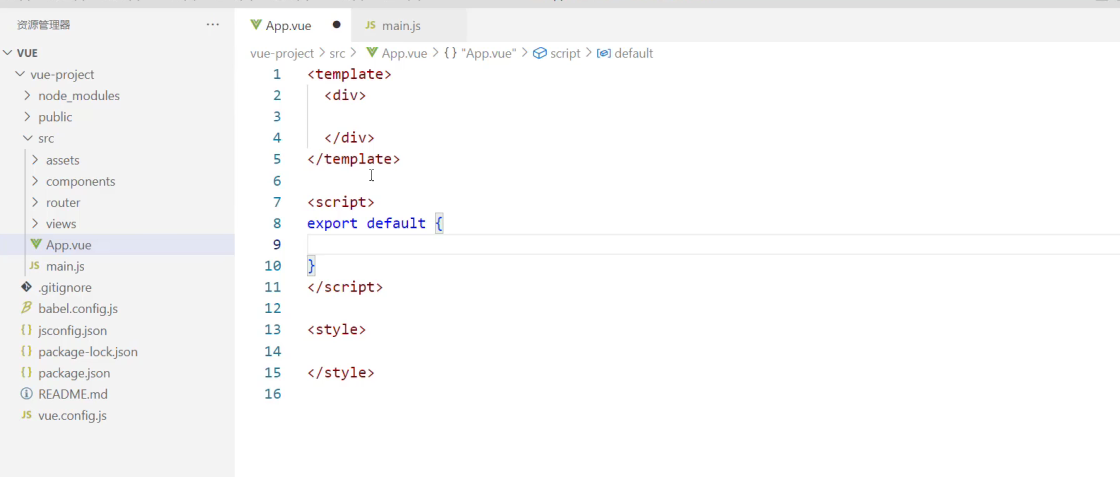 资源管理器
VUE
vue-project
node_modules
public
src
assets
components
router
views
App.vue
JS main.js
.gitignore
babel.config.js
{} jsconfig.json
{} package-lock.json
{} package.json
README.md
JS vue.config.js
App.vue
JS main.js
vue-project > src > App.vue > {} "App.vue" > script > default
1 <template>
2 <div>
3
4 </div>
5 </template>
6
7 <script>
8 export default {
9
10 }
11 </script>
12
13 <style>
14
15 </style>
16